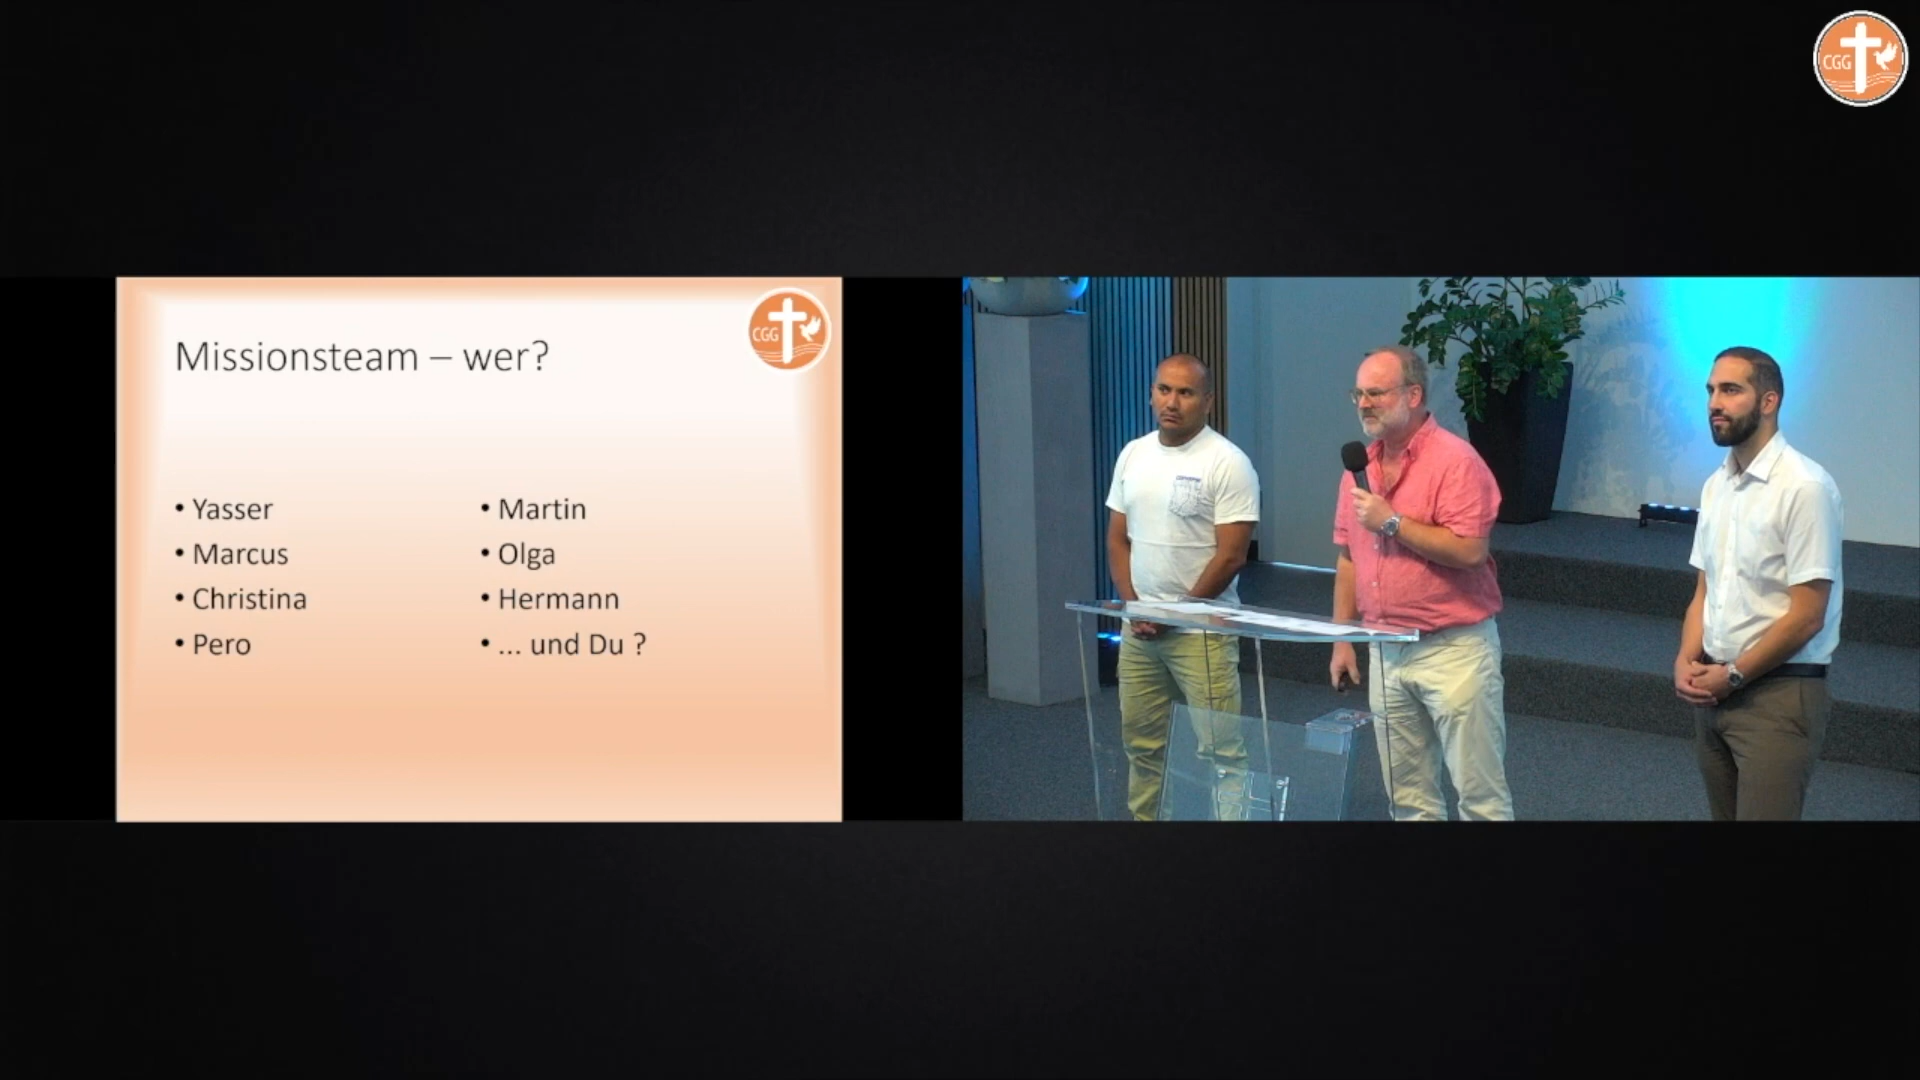 CGG
CGG
Missionsteam – wer?
• Yasser
• Marcus
• Christina
• Pero
• Martin
• Olga
• Hermann
• ... und Du ?